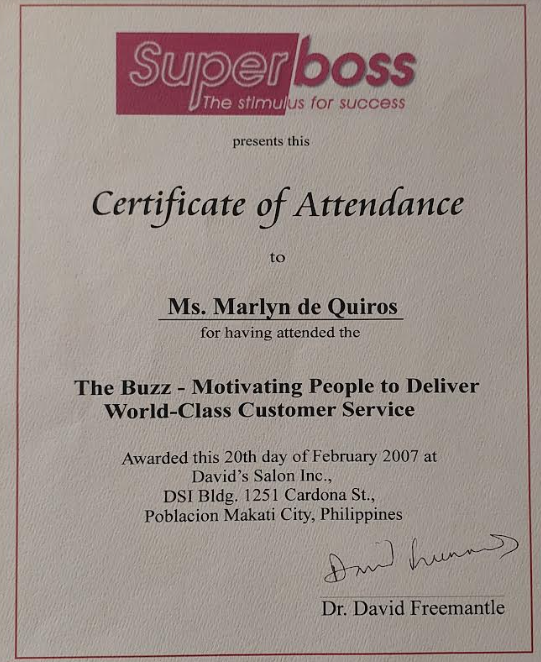 Superboss
The stimulus for success
presents this
Certificate of Attendance
to
Ms. Marlyn de Quiros
for having attended the
The Buzz - Motivating People to Deliver
World-Class Customer Service
Awarded this 20th day of February 2007 at
David's Salon Inc.,
DSI Bldg. 1251 Cardona St.,
Poblacion Makati City, Philippines
Dr. David Freemantle